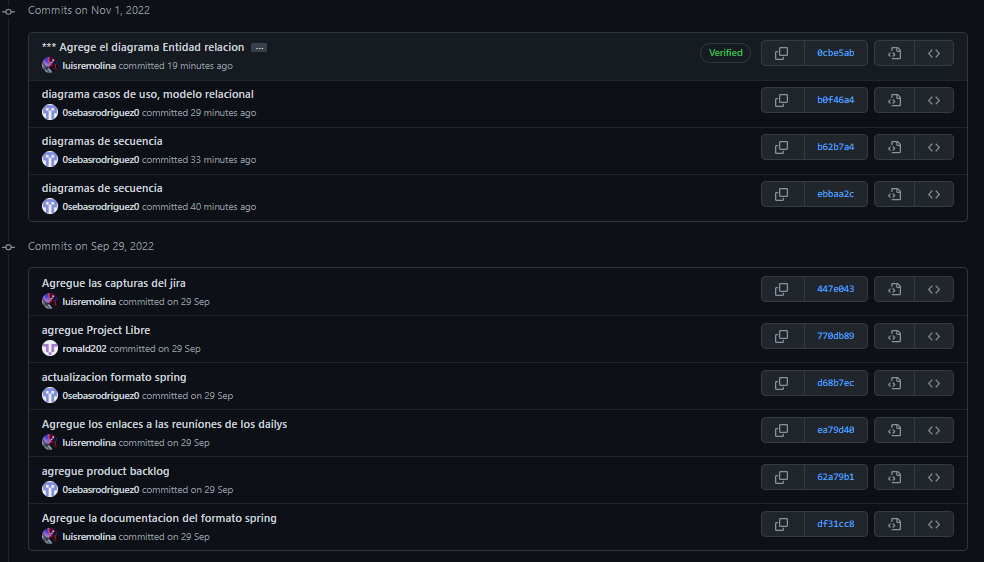 Commits on Nov 1, 2022
*** Agrege el diagrama Entidad relacion ...
luisremolina committed 19 minutes ago
Verified
0cbe5ab
diagrama casos de uso, modelo relacional
0sebasrodriguez0 committed 29 minutes ago
b0f46a4
diagramas de secuencia
0sebasrodriguez0 committed 33 minutes ago
b62b7a4
diagramas de secuencia
0sebasrodriguez0 committed 40 minutes ago
ebbaa2c
Commits on Sep 29, 2022
Agregue las capturas del jira
luisremolina committed on 29 Sep
447e043
agregue Project Libre
ronald202 committed on 29 Sep
770db89
actualizacion formato spring
0sebasrodriguez0 committed on 29 Sep
d68b7ec
Agregue los enlaces a las reuniones de los dailys
luisremolina committed on 29 Sep
ea79d40
agregue product backlog
0sebasrodriguez0 committed on 29 Sep
62a79b1
Agregue la documentacion del formato spring
luisremolina committed on 29 Sep
df31cc8